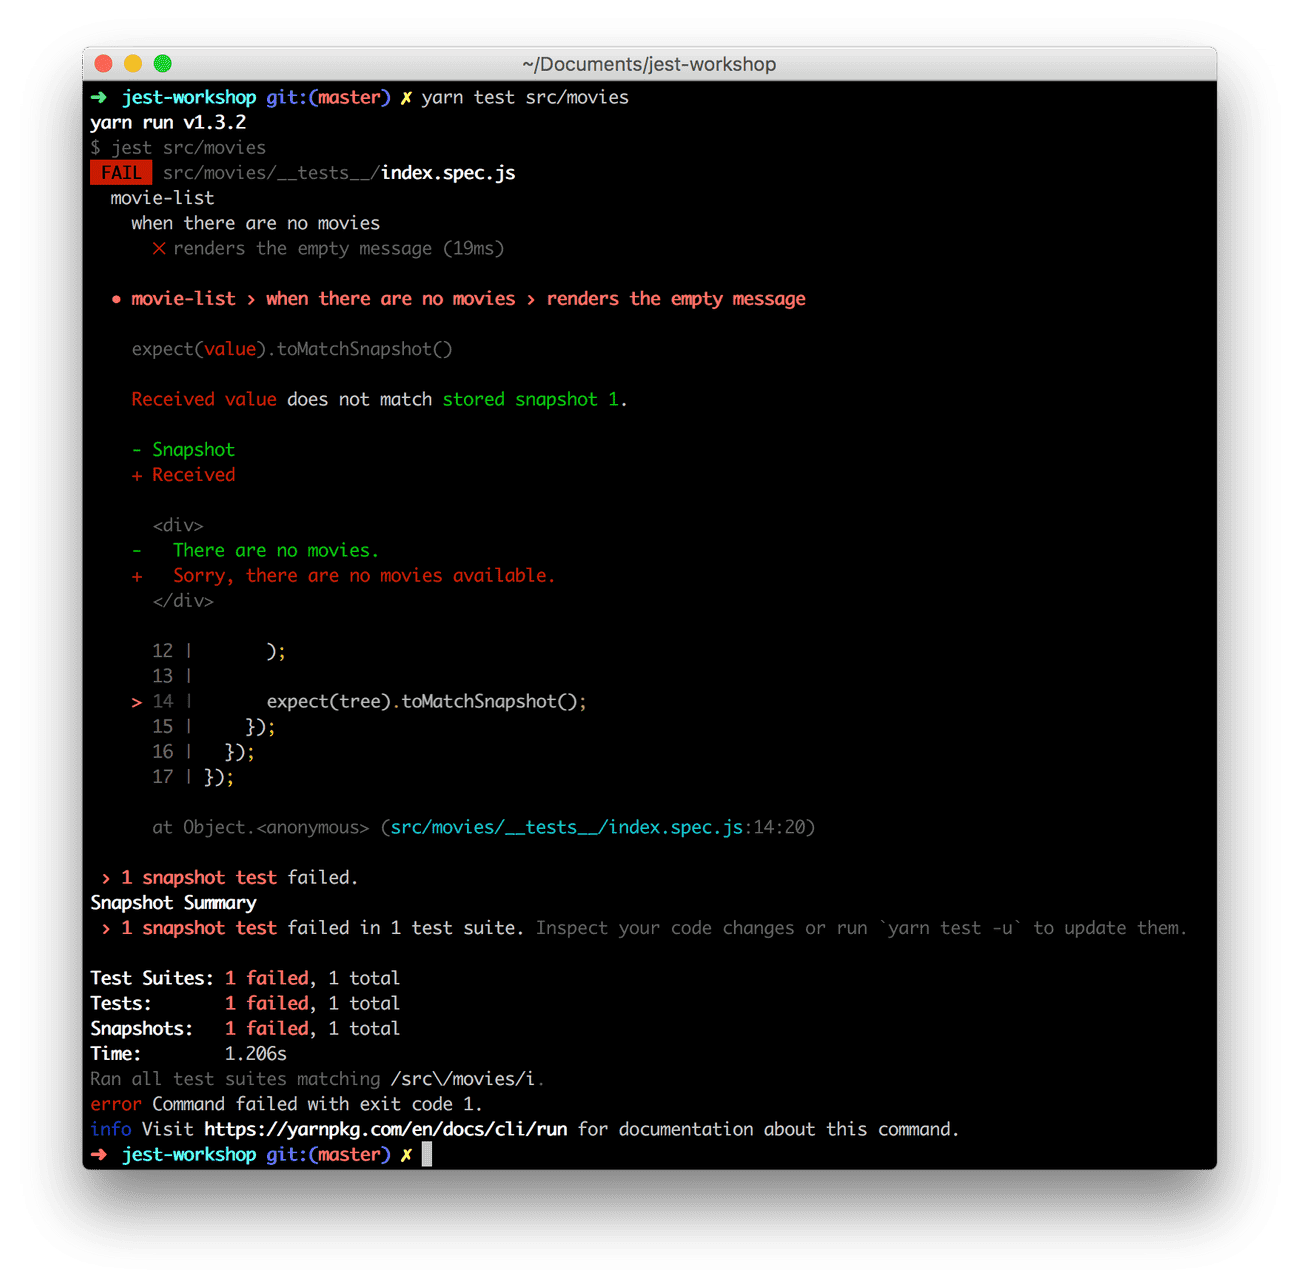 ~/Documents/jest-workshop
➜ jest-workshop git:(master) ✗ yarn test src/movies
yarn run v1.3.2
$ jest src/movies
FAIL src/movies/__tests__/index.spec.js
movie-list
when there are no movies
✕ renders the empty message (19ms)
● movie-list › when there are no movies › renders the empty message
expect(value).toMatchSnapshot()
Received value does not match stored snapshot 1.
- Snapshot
+ Received
<div>
-   There are no movies.
+   Sorry, there are no movies available.
</div>
12 |       );
13 |
> 14 |       expect(tree).toMatchSnapshot();
15 |     });
16 |   });
17 | });
at Object.<anonymous> (src/movies/__tests__/index.spec.js:14:20)
› 1 snapshot test failed.
Snapshot Summary
› 1 snapshot test failed in 1 test suite. Inspect your code changes or run `yarn test -u` to update them.
Test Suites: 1 failed, 1 total
Tests:       1 failed, 1 total
Snapshots:   1 failed, 1 total
Time:        1.206s
Ran all test suites matching /src\/movies/i.
error Command failed with exit code 1.
info Visit https://yarnpkg.com/en/docs/cli/run for documentation about this command.
➜ jest-workshop git:(master) ✗